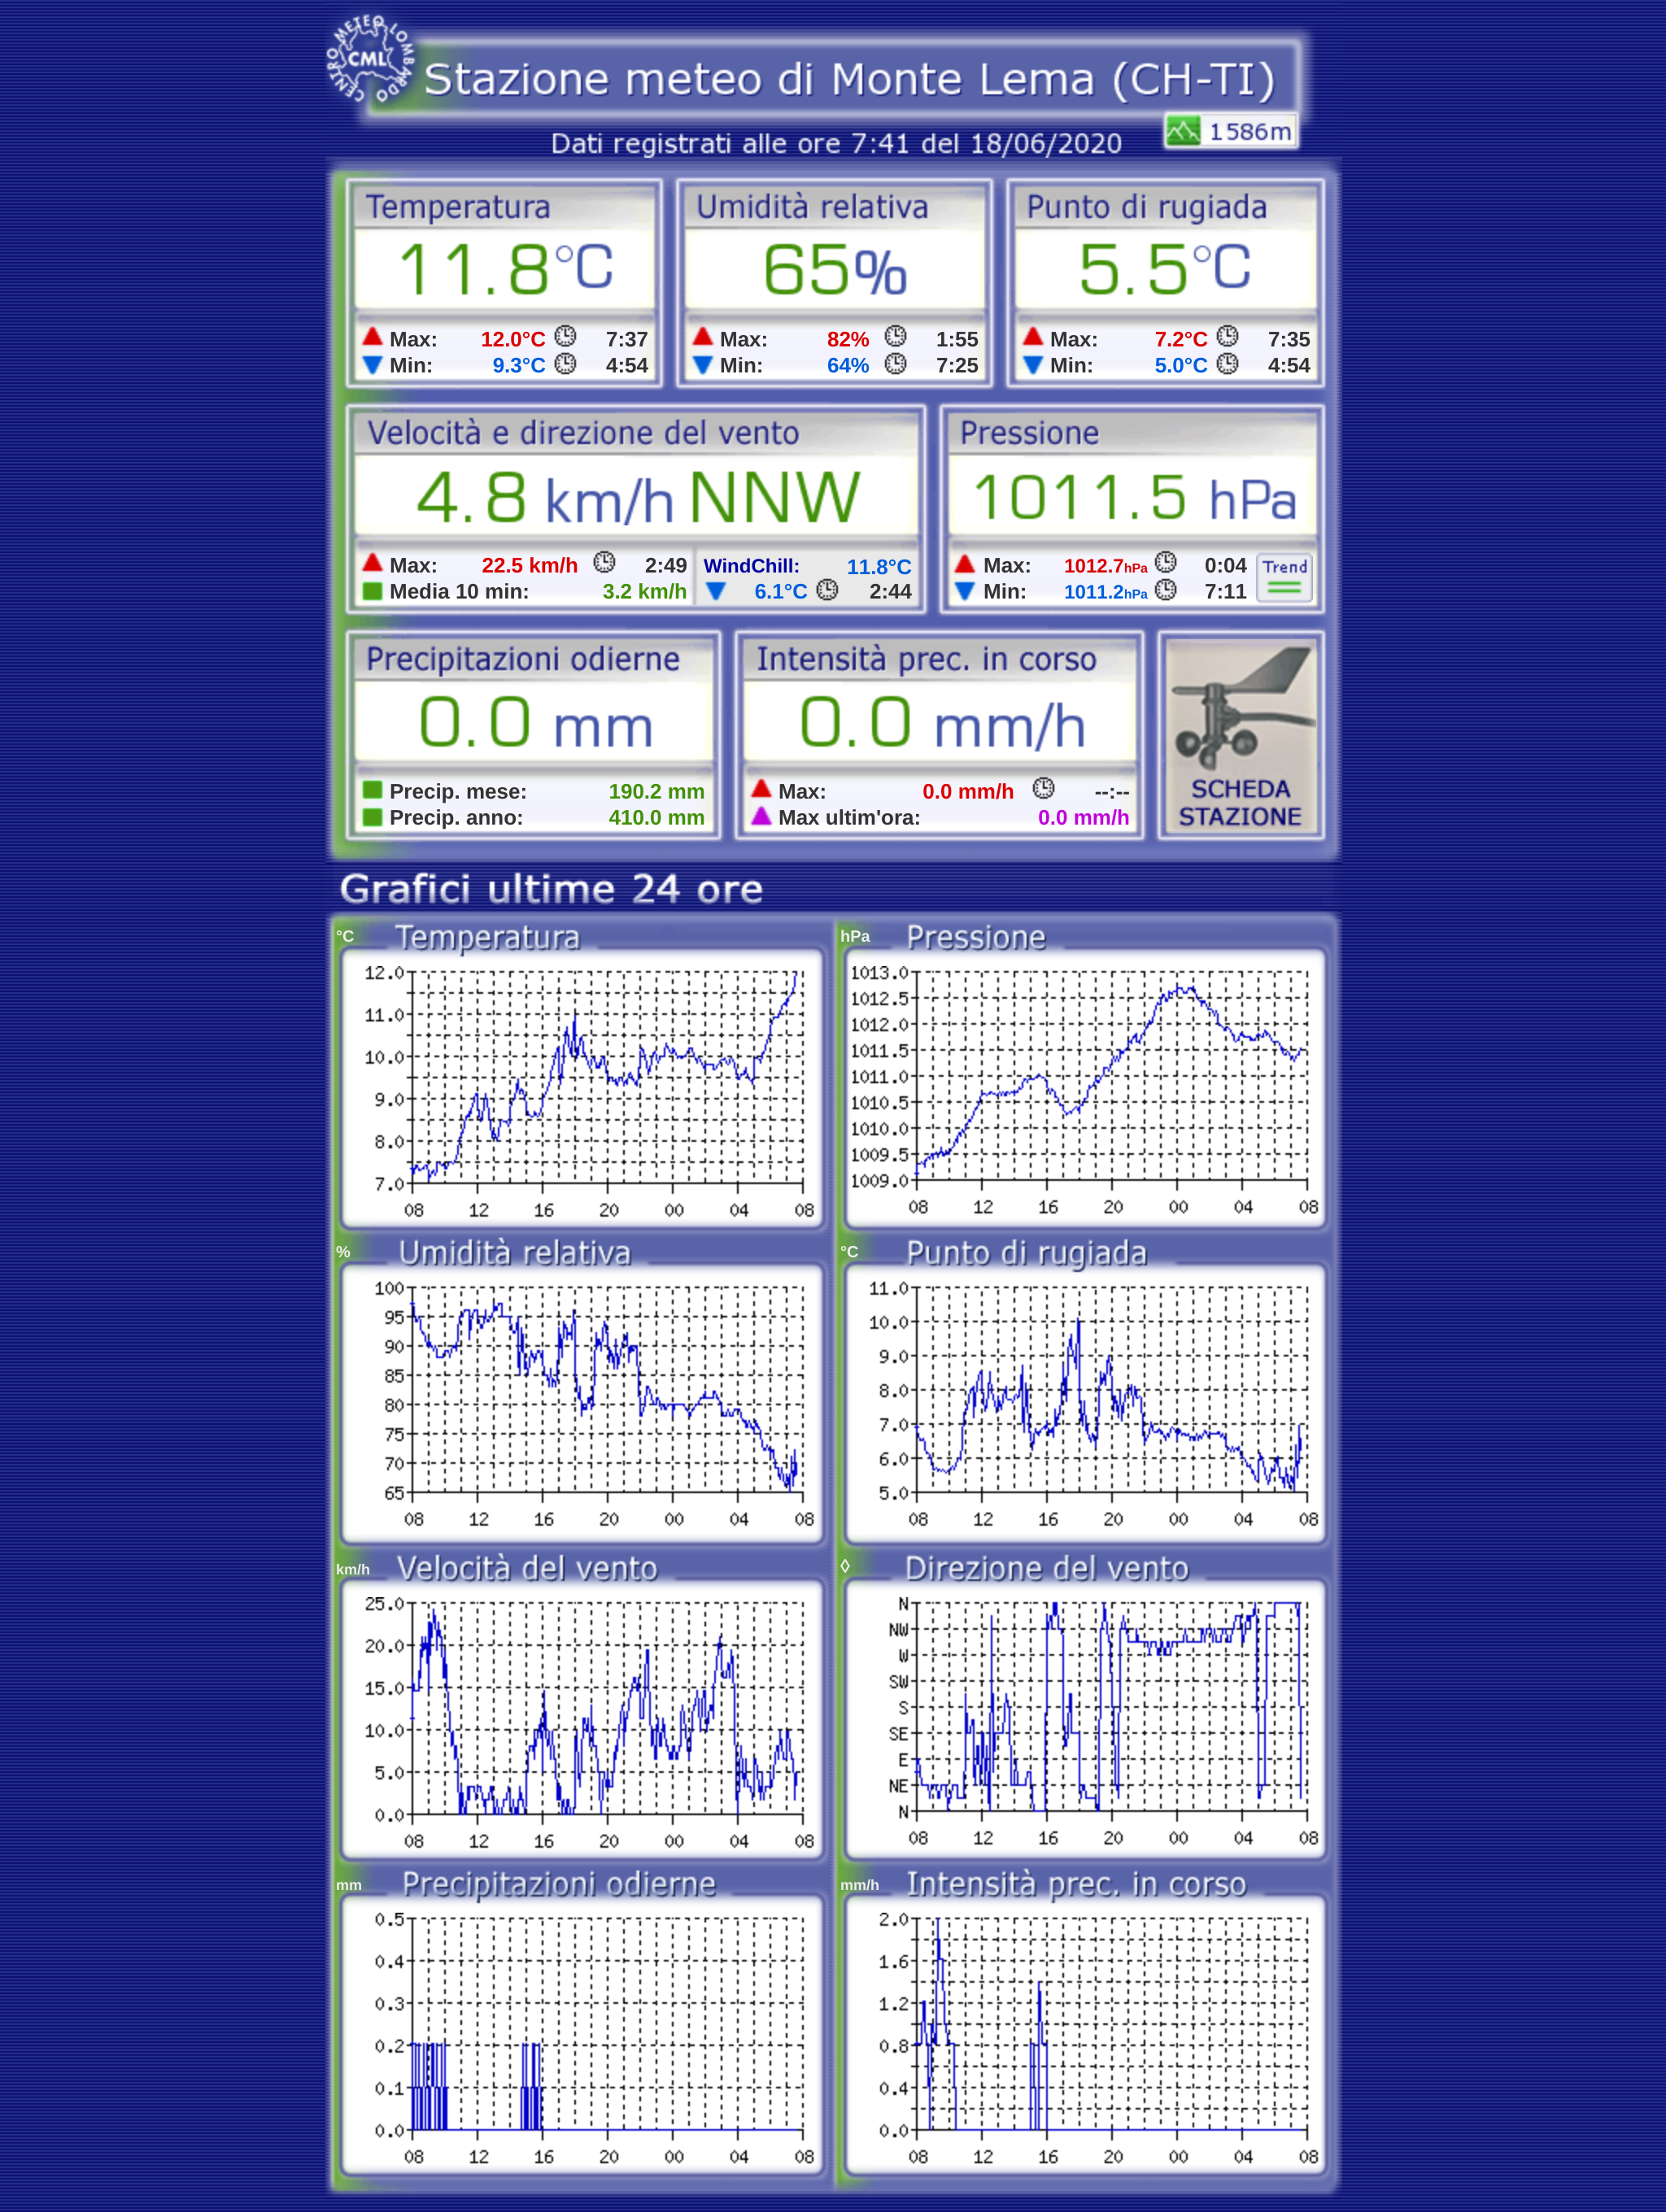 CENTRO METEO LOMBARDO
CML
Stazione meteo di Monte Lema (CH-TI)
1586m
Dati registrati alle ore 7:41 del 18/06/2020
Temperatura
11.8°C
Max: 12.0°C 7:37
Min: 9.3°C 4:54
Umidità relativa
65%
Max: 82% 1:55
Min: 64% 7:25
Punto di rugiada
5.5°C
Max: 7.2°C 7:35
Min: 5.0°C 4:54
Velocità e direzione del vento
4.8 km/h NNW
Max: 22.5 km/h 2:49
Media 10 min: 3.2 km/h
WindChill: 11.8°C
6.1°C 2:44
Pressione
1011.5 hPa
Max: 1012.7hPa 0:04
Min: 1011.2hPa 7:11
Trend
Precipitazioni odierne
0.0 mm
Precip. mese: 190.2 mm
Precip. anno: 410.0 mm
Intensità prec. in corso
0.0 mm/h
Max: 0.0 mm/h --:--
Max ultim'ora: 0.0 mm/h
SCHEDA
STAZIONE
Grafici ultime 24 ore
°C Temperatura
12.0
11.0
10.0
9.0
8.0
7.0
08 12 16 20 00 04 08
hPa Pressione
1013.0
1012.5
1012.0
1011.5
1011.0
1010.5
1010.0
1009.5
1009.0
08 12 16 20 00 04 08
% Umidità relativa
100
95
90
85
80
75
70
65
08 12 16 20 00 04 08
°C Punto di rugiada
11.0
10.0
9.0
8.0
7.0
6.0
5.0
08 12 16 20 00 04 08
km/h Velocità del vento
25.0
20.0
15.0
10.0
5.0
0.0
08 12 16 20 00 04 08
◊ Direzione del vento
N
NW
W
SW
S
SE
E
NE
N
08 12 16 20 00 04 08
mm Precipitazioni odierne
0.5
0.4
0.3
0.2
0.1
0.0
08 12 16 20 00 04 08
mm/h Intensità prec. in corso
2.0
1.6
1.2
0.8
0.4
0.0
08 12 16 20 00 04 08